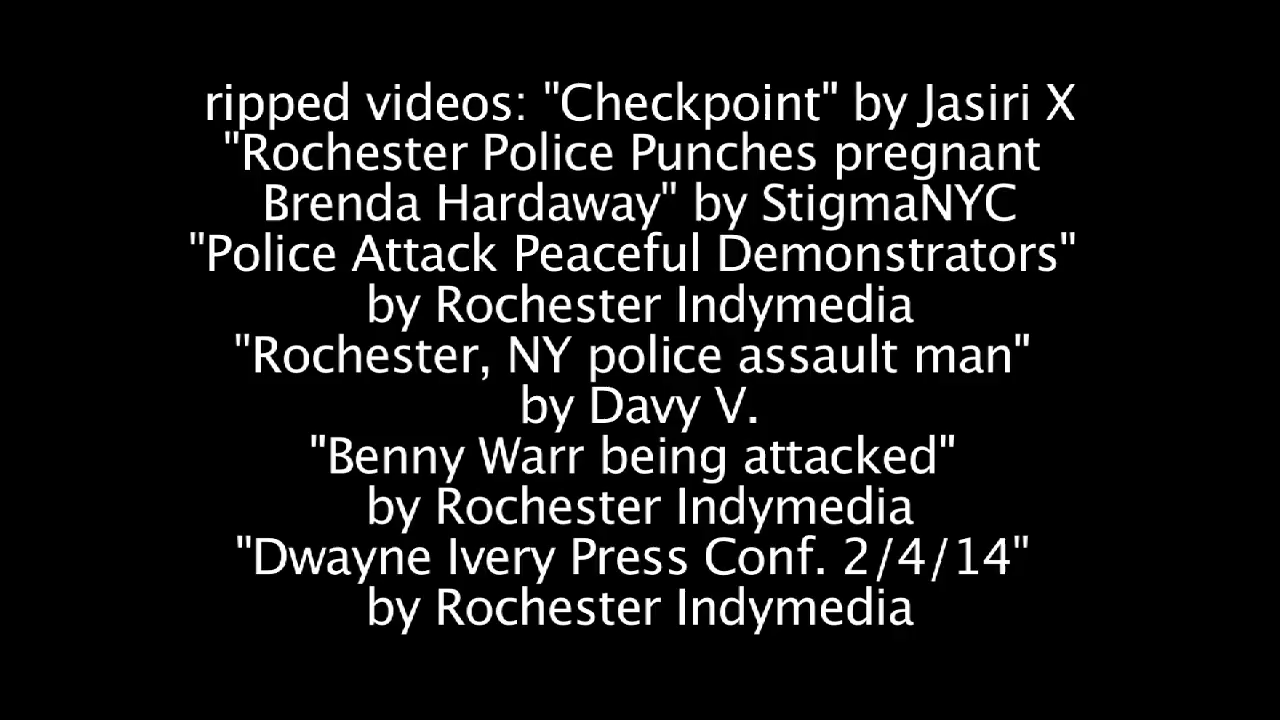 ripped videos: "Checkpoint" by Jasiri X
"Rochester Police Punches pregnant
Brenda Hardaway" by StigmaNYC
"Police Attack Peaceful Demonstrators"
by Rochester Indymedia
"Rochester, NY police assault man"
by Davy V.
"Benny Warr being attacked"
by Rochester Indymedia
"Dwayne Ivery Press Conf. 2/4/14"
by Rochester Indymedia